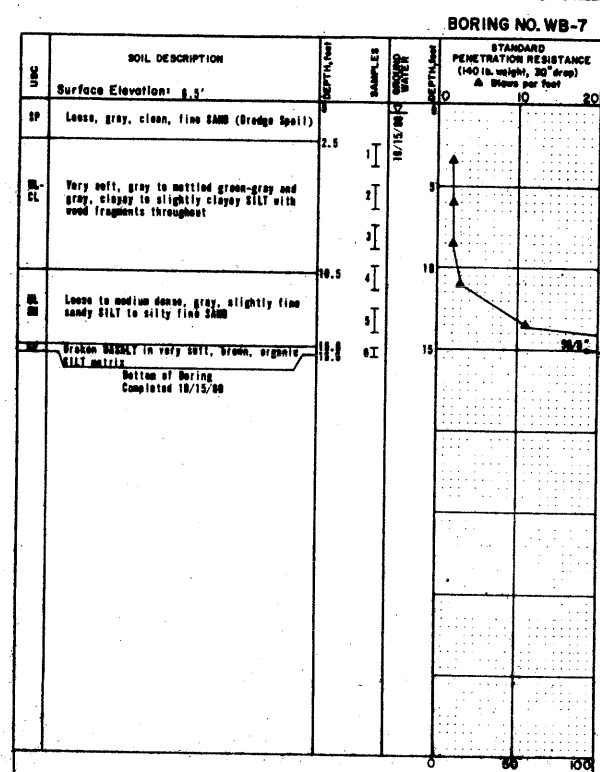 BORING NO. WB-7
USC
SOIL DESCRIPTION
Surface Elevation: 6.5'
DEPTH, feet
SAMPLES
GROUND WATER
DEPTH, feet
STANDARD
PENETRATION RESISTANCE
(140 lb. weight, 30" drop)
▲ Blows per foot
0 10 20
SP
Loose, gray, clean, fine SAND (Dredge Spoil)
2.5
10/15/80
ML-
CL
Very soft, gray to mottled green-gray and
gray, clayey to slightly clayey SILT with
wood fragments throughout
1
2
3
5
10.5
10
ML
SM
Loose to medium dense, gray, slightly fine
sandy SILT to silty fine SAND
4
5
15
Broken BASALT in very soft, brown, organic
SILT matrix
6
Bottom of Boring
Completed 10/15/80
0 50 100